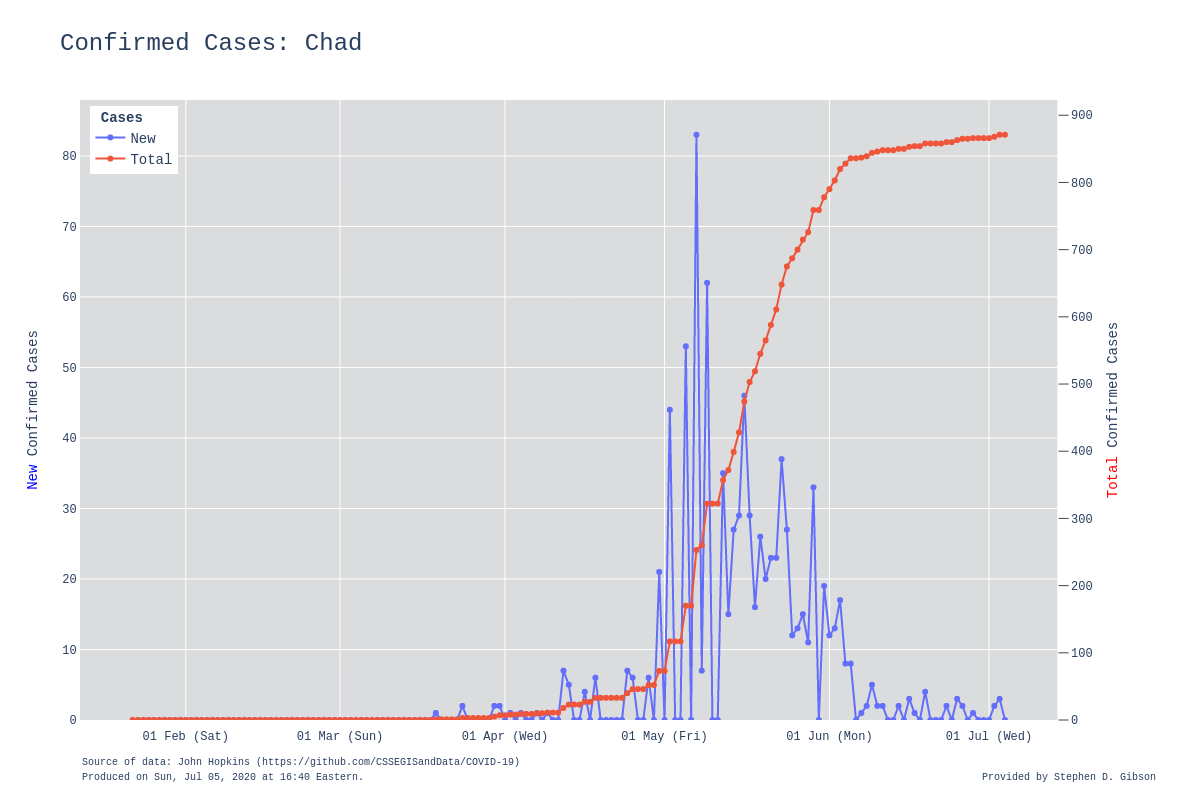 Confirmed Cases: Chad
Cases
New
Total
80
70
60
50
40
30
20
10
0
New Confirmed Cases
900
800
700
600
500
400
300
200
100
0
Total Confirmed Cases
01 Feb (Sat)
01 Mar (Sun)
01 Apr (Wed)
01 May (Fri)
01 Jun (Mon)
01 Jul (Wed)
Source of data: John Hopkins (https://github.com/CSSEGISandData/COVID-19)
Produced on Sun, Jul 05, 2020 at 16:40 Eastern.
Provided by Stephen D. Gibson